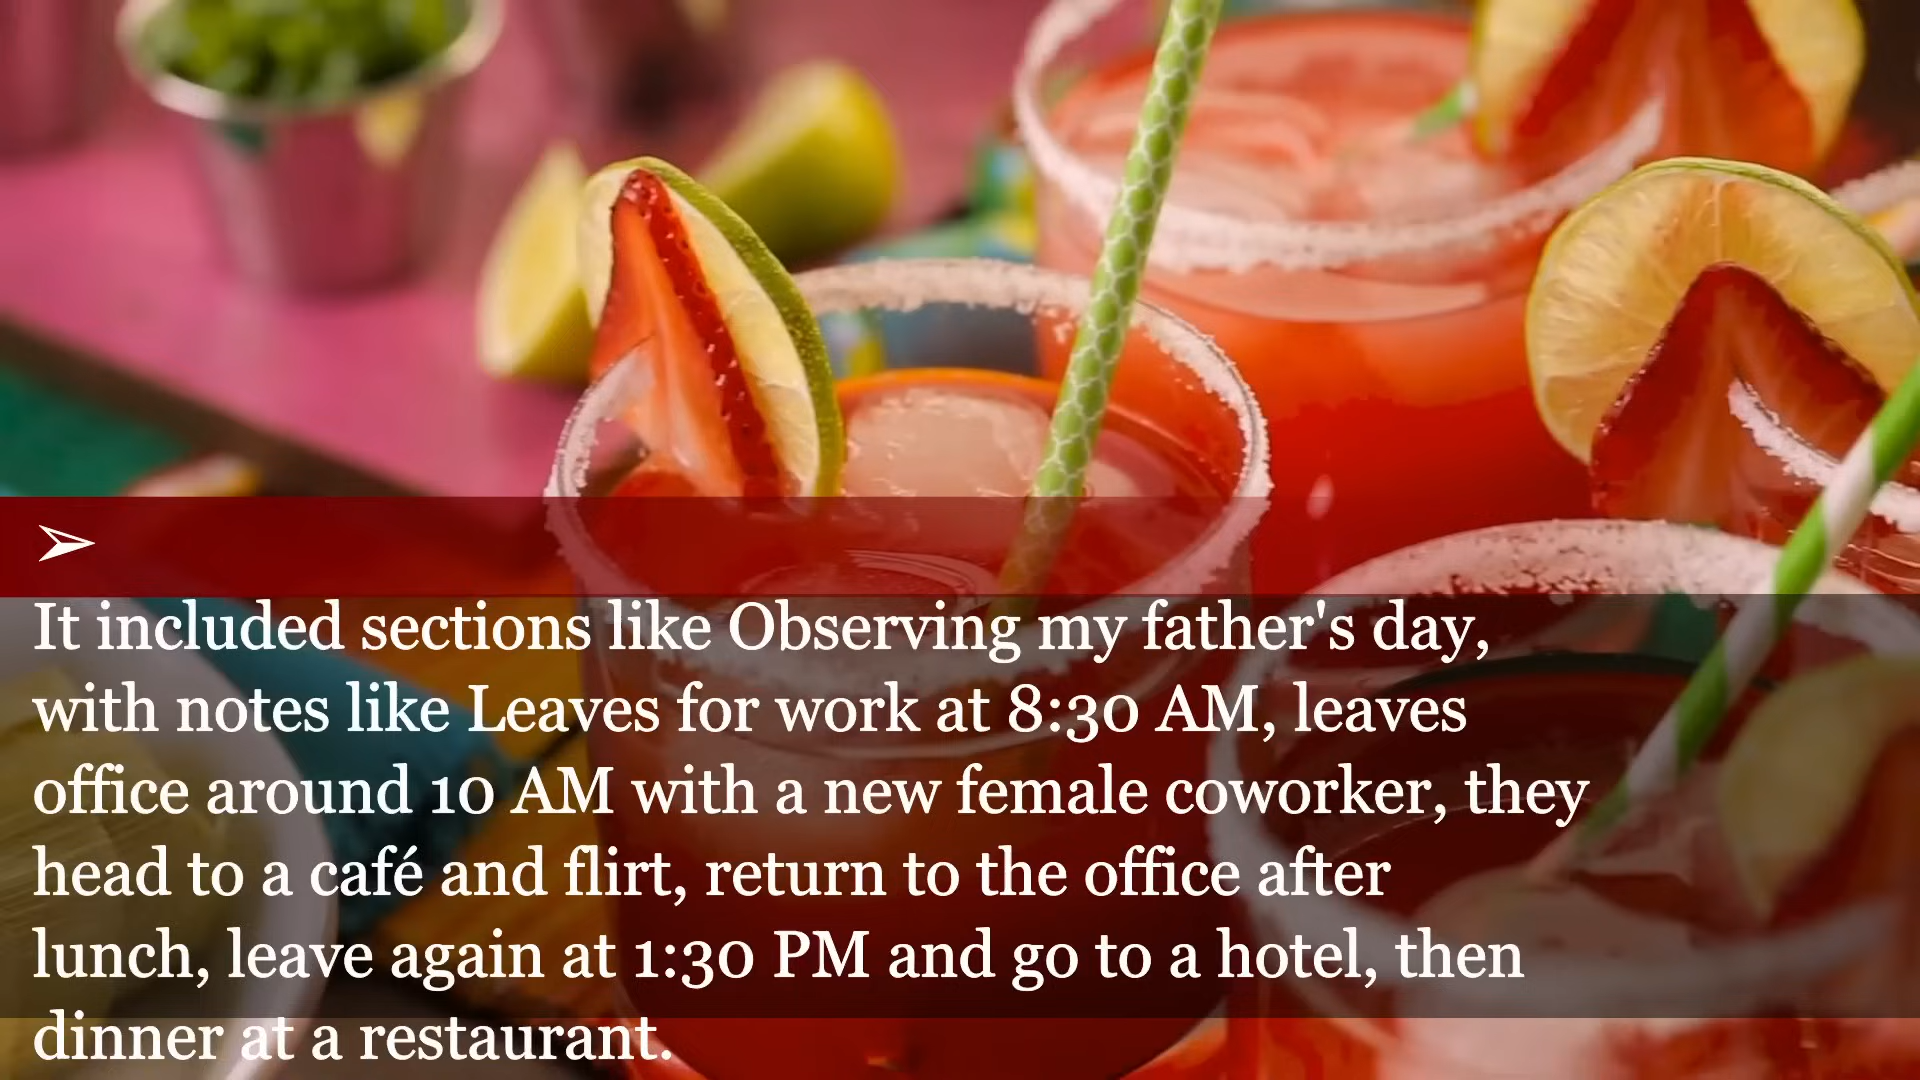 It included sections like Observing my father's day,
with notes like Leaves for work at 8:30 AM, leaves
office around 10 AM with a new female coworker, they
head to a café and flirt, return to the office after
lunch, leave again at 1:30 PM and go to a hotel, then
dinner at a restaurant.